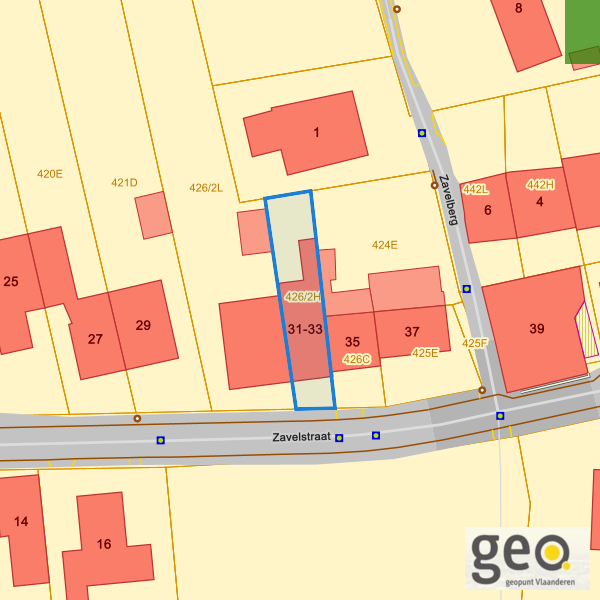 8
1
420E
421D
426/2L
442L
442H
Zavelberg
6
4
424E
25
426/2H
31-33
27
29
35
37
39
426C
425E
425F
Zavelstraat
14
16
geo.
geopunt Vlaanderen